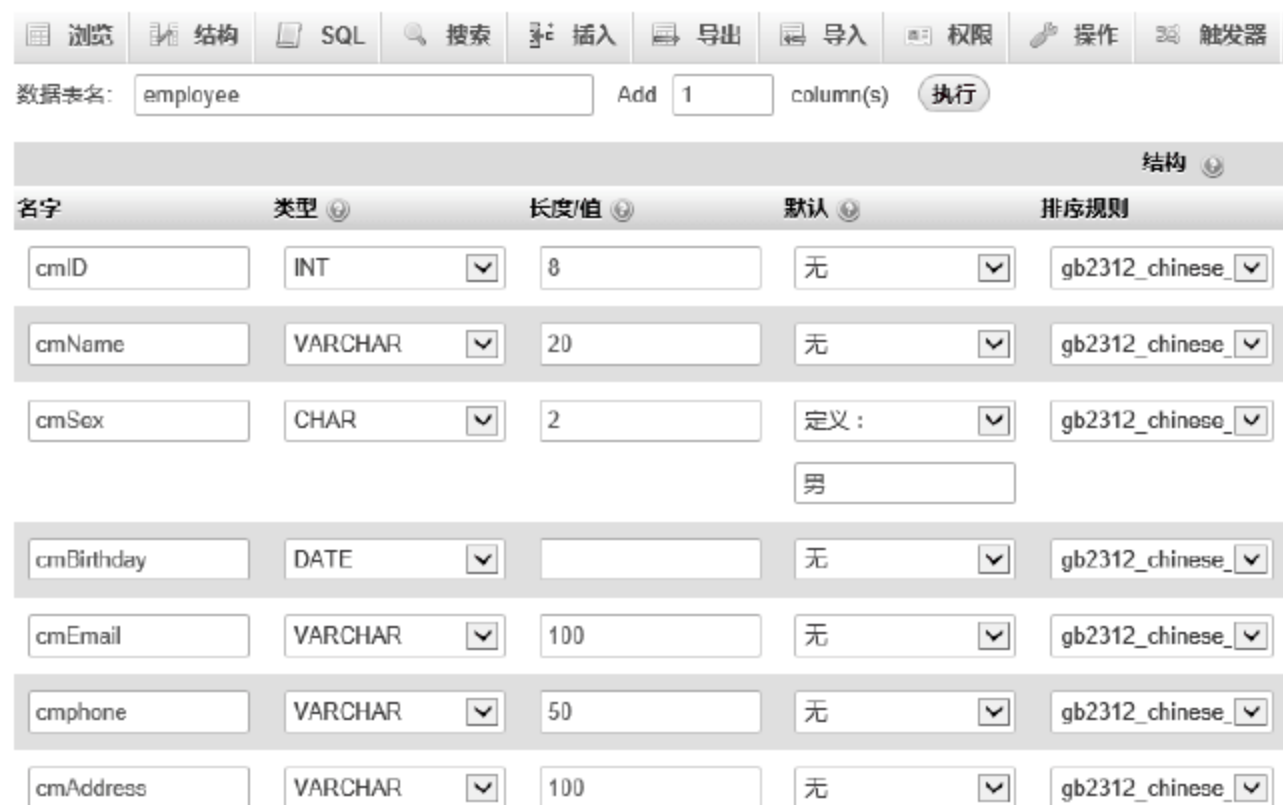 浏览 结构 SQL 搜索 插入 导出 导入 权限 操作 触发器
数据表名: employee Add 1 column(s) 执行
结构
名字 类型 长度/值 默认 排序规则
cmID INT 8 无 gb2312_chinese_
cmName VARCHAR 20 无 gb2312_chinese_
cmSex CHAR 2 定义: gb2312_chinese_
男
cmBirthday DATE 无 gb2312_chinese_
cmEmail VARCHAR 100 无 gb2312_chinese_
cmphone VARCHAR 50 无 gb2312_chinese_
cmAddress VARCHAR 100 无 gb2312_chinese_